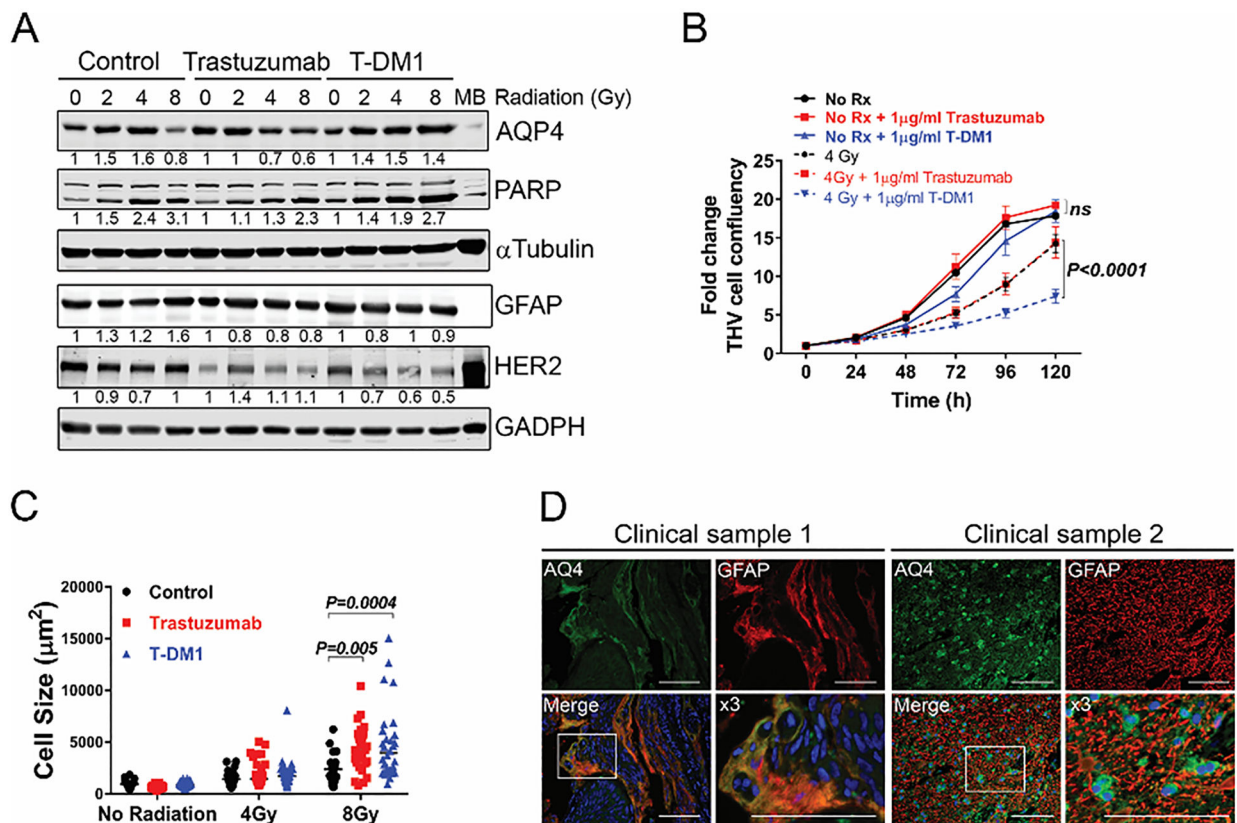 A
Control Trastuzumab T-DM1
0 2 4 8 0 2 4 8 0 2 4 8 MB Radiation (Gy)
AQP4
1 1.5 1.6 0.8 1 1 0.7 0.6 1 1.4 1.5 1.4
PARP
1 1.5 2.4 3.1 1 1.1 1.3 2.3 1 1.4 1.9 2.7
αTubulin
GFAP
1 1.3 1.2 1.6 1 0.8 0.8 0.8 1 0.8 1 0.9
HER2
1 0.9 0.7 1 1 1.4 1.1 1.1 1 0.7 0.6 0.5
GADPH
B
No Rx
No Rx + 1µg/ml Trastuzumab
No Rx + 1µg/ml T-DM1
4 Gy
4Gy + 1µg/ml Trastuzumab
4 Gy + 1µg/ml T-DM1
Fold change
THV cell confluency
25
20
15
10
5
0
ns
P<0.0001
0 24 48 72 96 120
Time (h)
C
Cell Size (µm²)
20000
15000
10000
5000
0
Control
Trastuzumab
T-DM1
P=0.0004
P=0.005
No Radiation 4Gy 8Gy
D
Clinical sample 1 Clinical sample 2
AQ4 GFAP AQ4 GFAP
Merge x3 Merge x3